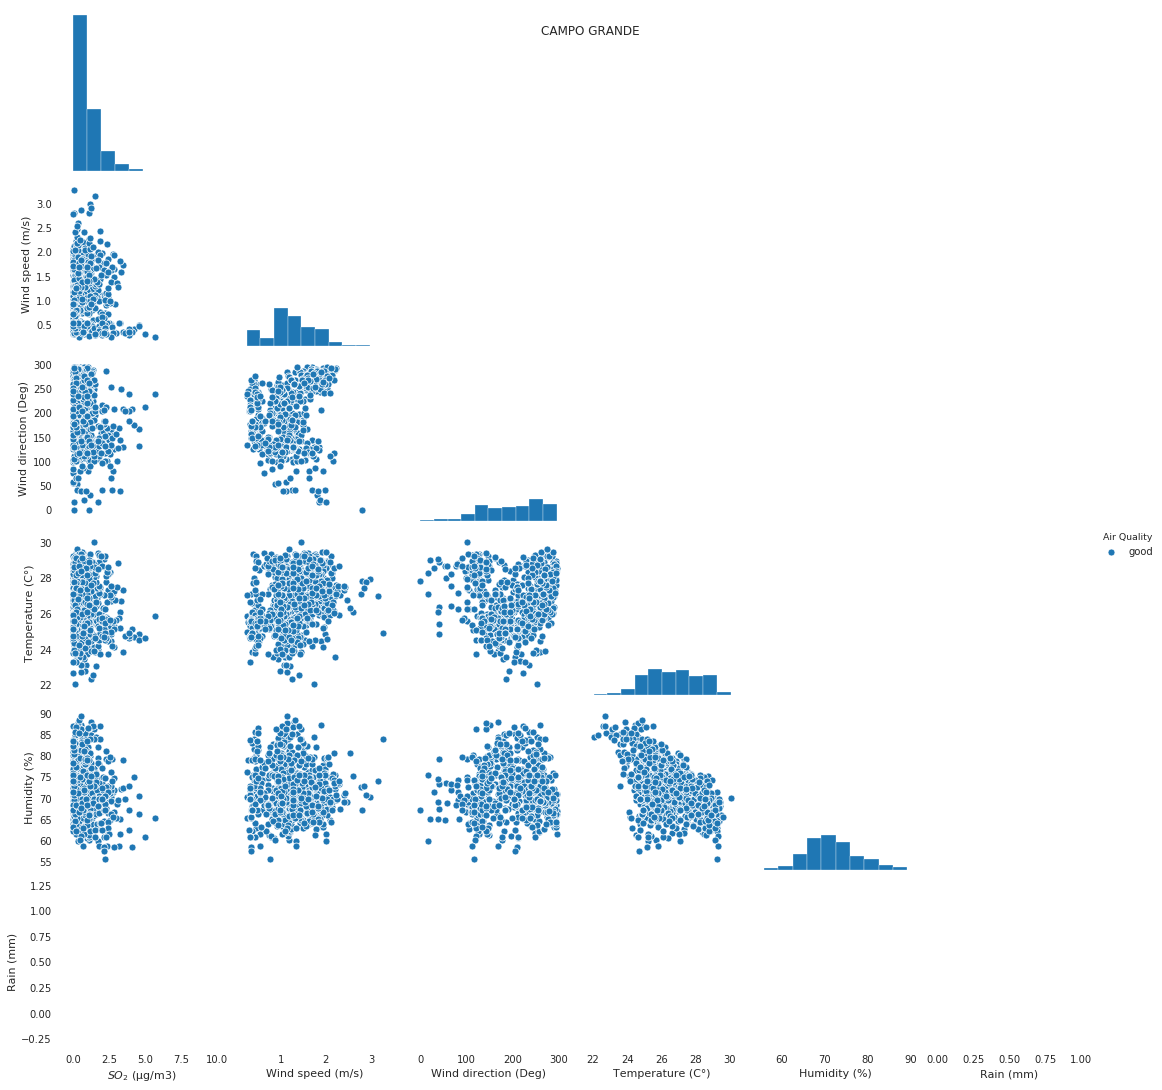 CAMPO GRANDE
3.0
2.5
2.0
1.5
1.0
0.5
Wind speed (m/s)
300
250
200
150
100
50
0
Wind direction (Deg)
30
28
26
24
22
Temperature (C°)
Air Quality
good
90
85
80
75
70
65
60
55
Humidity (%)
1.25
1.00
0.75
0.50
0.25
0.00
−0.25
Rain (mm)
0.0 2.5 5.0 7.5 10.0
SO₂ (µg/m3)
1 2 3
Wind speed (m/s)
0 100 200 300
Wind direction (Deg)
22 24 26 28 30
Temperature (C°)
60 70 80 90
Humidity (%)
0.00 0.25 0.50 0.75 1.00
Rain (mm)